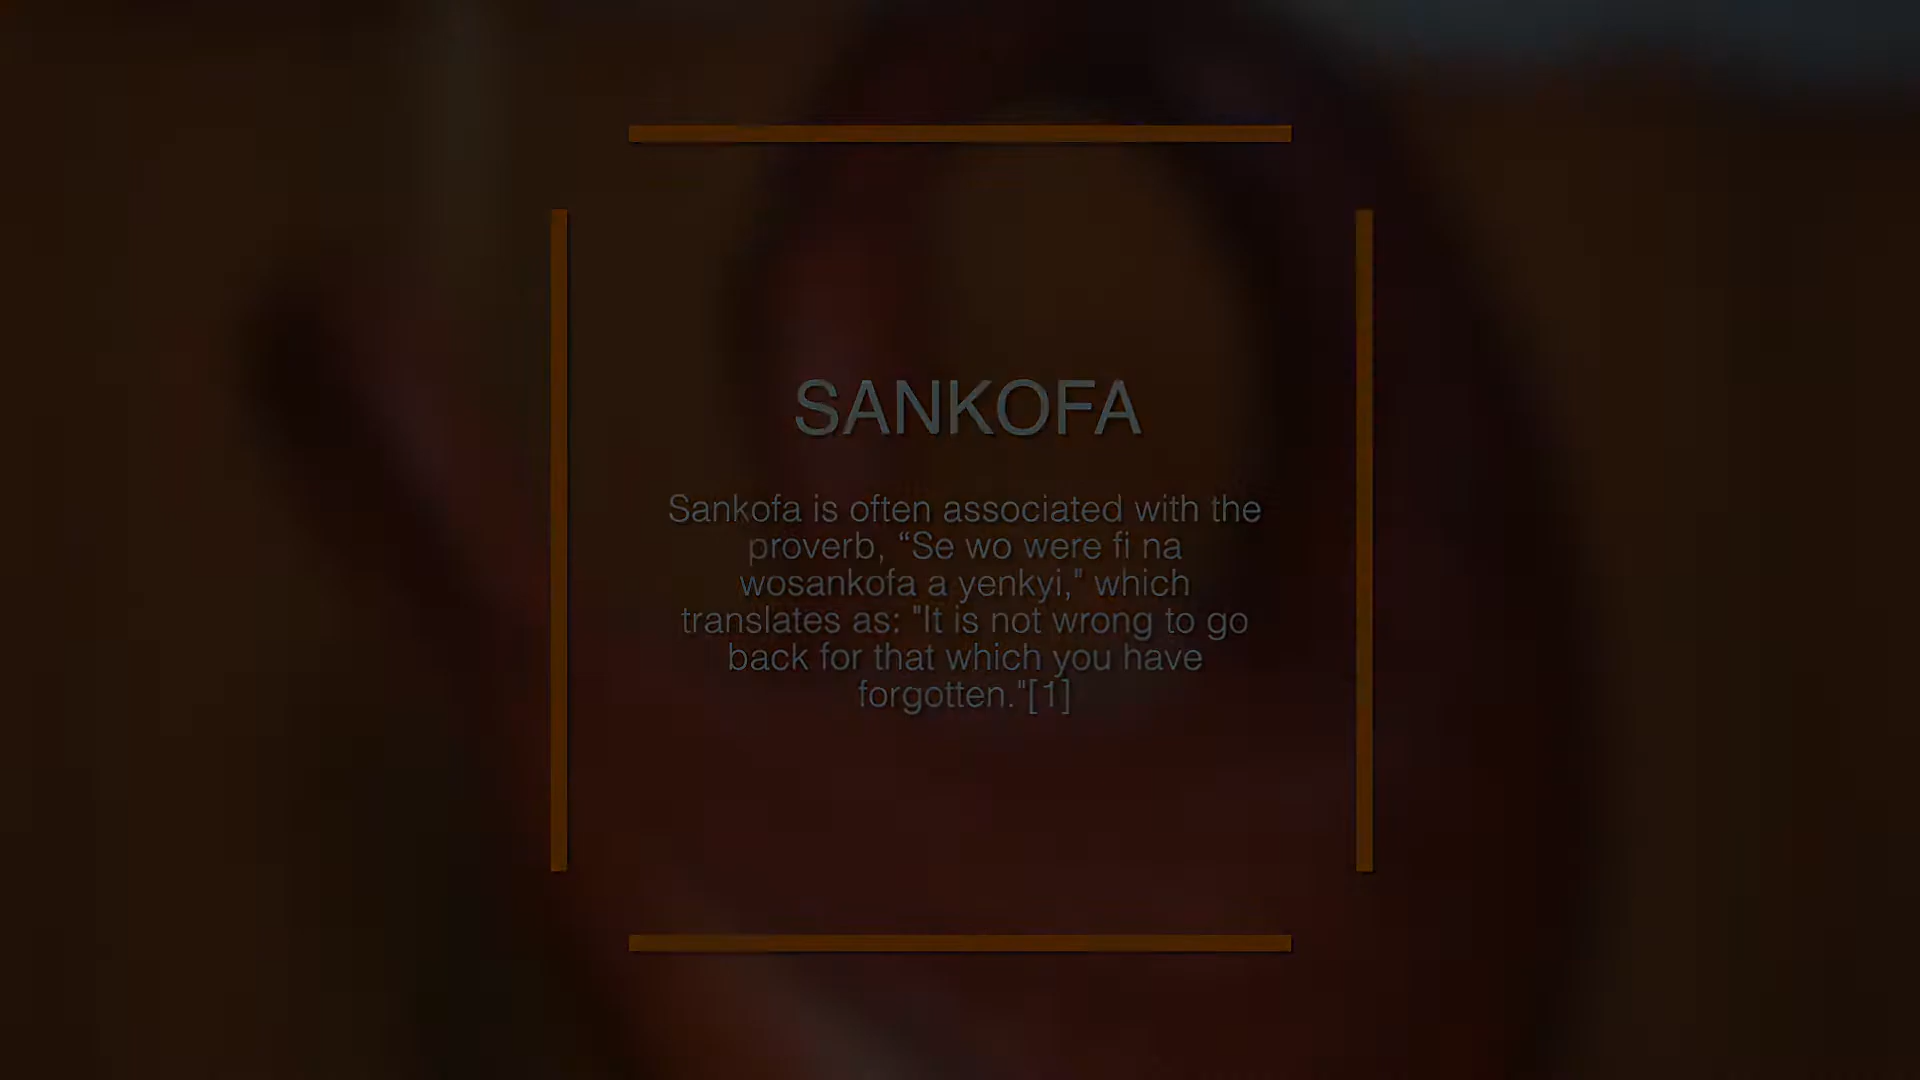 SANKOFA
Sankofa is often associated with the
proverb, “Se wo were fi na
wosankofa a yenkyi," which
translates as: "It is not wrong to go
back for that which you have
forgotten."[1]